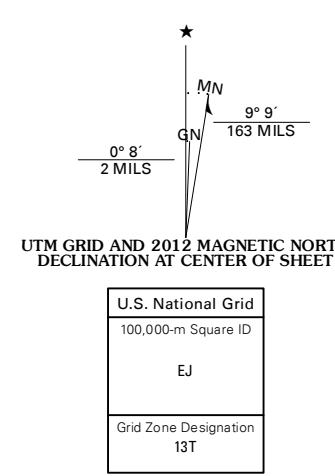 ★
MN
9° 9´
163 MILS
GN
0° 8´
2 MILS
UTM GRID AND 2012 MAGNETIC NORT
DECLINATION AT CENTER OF SHEET
U.S. National Grid
100,000-m Square ID
EJ
Grid Zone Designation
13T